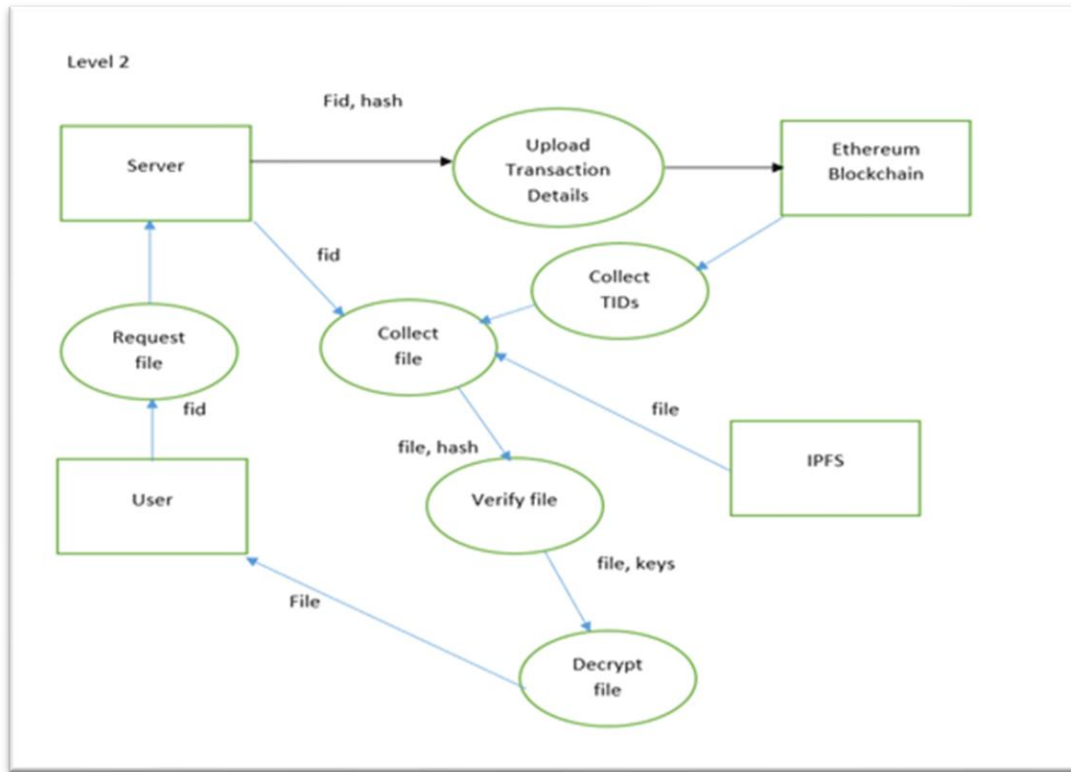 Level 2
Fid, hash
Server
Upload
Transaction
Details
Ethereum
Blockchain
fid
Collect
TIDs
Collect
file
Request
file
fid
file
file, hash
IPFS
User
Verify file
file, keys
File
Decrypt
file